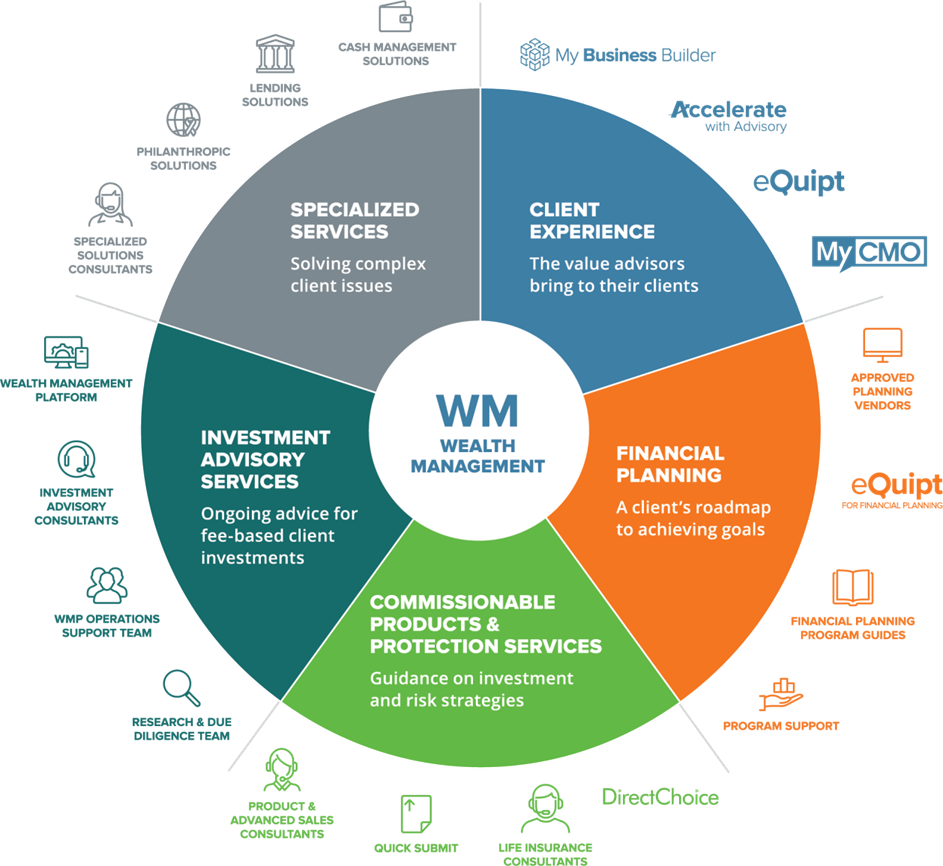 CASH MANAGEMENT
SOLUTIONS
LENDING
SOLUTIONS
PHILANTHROPIC
SOLUTIONS
SPECIALIZED
SOLUTIONS
CONSULTANTS
My Business Builder
Accelerate
with Advisory
eQuipt
My CMO
SPECIALIZED
SERVICES
Solving complex
client issues
CLIENT
EXPERIENCE
The value advisors
bring to their clients
WM
WEALTH
MANAGEMENT
WEALTH MANAGEMENT
PLATFORM
INVESTMENT
ADVISORY
CONSULTANTS
WMP OPERATIONS
SUPPORT TEAM
RESEARCH & DUE
DILIGENCE TEAM
INVESTMENT
ADVISORY
SERVICES
Ongoing advice for
fee-based client
investments
FINANCIAL
PLANNING
A client’s roadmap
to achieving goals
APPROVED
PLANNING
VENDORS
eQuipt
FOR FINANCIAL PLANNING
FINANCIAL PLANNING
PROGRAM GUIDES
PROGRAM SUPPORT
COMMISSIONABLE
PRODUCTS &
PROTECTION SERVICES
Guidance on investment
and risk strategies
PRODUCT &
ADVANCED SALES
CONSULTANTS
QUICK SUBMIT
LIFE INSURANCE
CONSULTANTS
DirectChoice